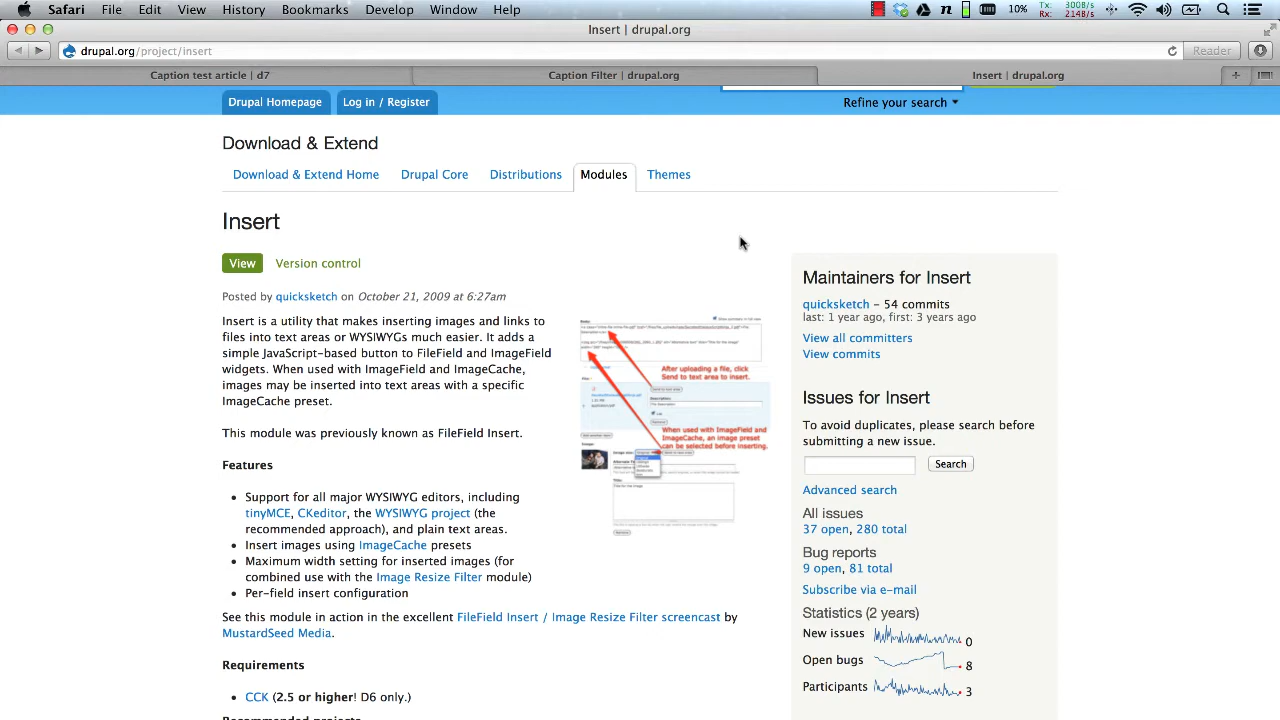 Safari File Edit View History Bookmarks Develop Window Help
10% Tx: 300B/s
Rx: 214B/s
Insert | drupal.org
drupal.org/project/insert
Reader
Caption test article | d7
Caption Filter | drupal.org
Insert | drupal.org
Drupal Homepage
Log in / Register
Refine your search
Download & Extend
Download & Extend Home
Drupal Core
Distributions
Modules
Themes
Insert
View
Version control
Posted by quicksketch on October 21, 2009 at 6:27am
Insert is a utility that makes inserting images and links to
files into text areas or WYSIWYGs much easier. It adds a
simple JavaScript button to FileField and ImageField
widgets. When used with ImageField and ImageCache,
images may be inserted into text area with a specific
ImageCache preset.
After uploading a file, click
Send to text area to insert.
When used with ImageField and
ImageCache, an image preset
can be selected before inserting.
This module was previously known as FileField Insert.
Features
Support for all major WYSIWYG editors, including
tinyMCE, CKeditor, the WYSIWYG project (the
recommended approach), and plain text areas.
Insert images using ImageCache presets
Maximum width setting for inserted images (for
combined use with the Image Resize Filter module)
Per-field insert configuration
See this module in action in the excellent FileField Insert / Image Resize Filter screencast by
MustardSeed Media.
Requirements
CCK (2.5 or higher! D6 only.)
Maintainers for Insert
quicksketch – 54 commits
last: 1 year ago, first: 3 years ago
View all committers
View commits
Issues for Insert
To avoid duplicates, please search before
submitting a new issue.
Search
Advanced search
All issues
37 open, 280 total
Bug reports
9 open, 81 total
Subscribe via e-mail
Statistics (2 years)
New issues 0
Open bugs 8
Participants 3